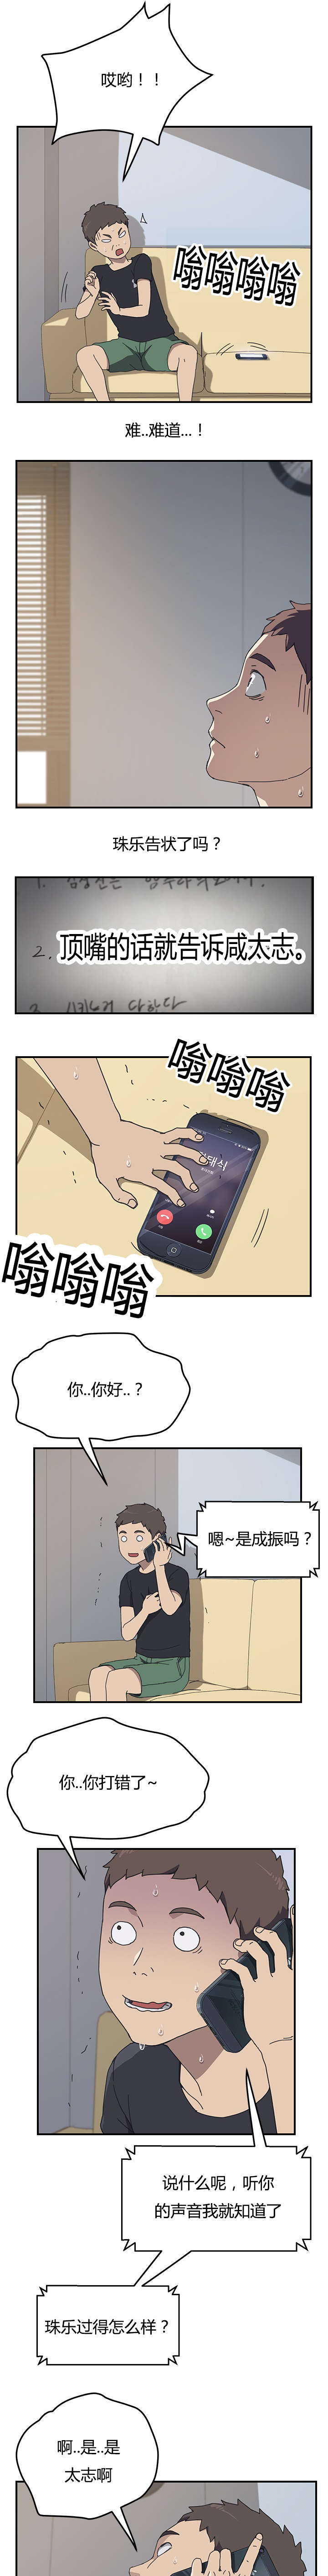 哎哟！！
嗡嗡嗡嗡
难..难道...！
珠乐告状了吗？
2. 顶嘴的话就告诉咸太志。
嗡嗡嗡
嗡嗡嗡
你..你好..？
嗯~是成振吗？
你..你打错了~
说什么呢，听你
的声音我就知道了
珠乐过得怎么样？
啊..是..是
太志啊